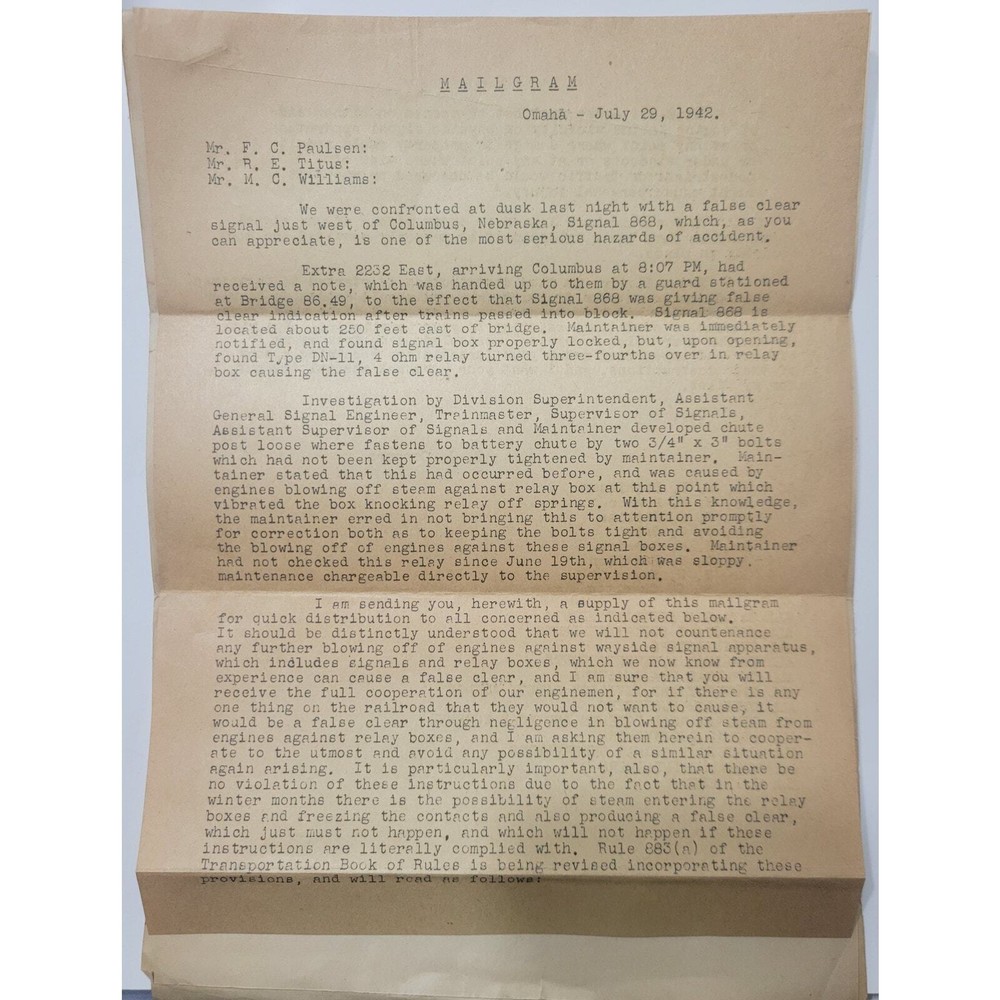 MAILGRAM
Omaha - July 29, 1942.
Mr. F. C. Paulsen:
Mr. R. E. Titus:
Mr. M. C. Williams:
We were confronted at dusk last night with a false clear
signal just west of Columbus, Nebraska, Signal 868, which, as you
can appreciate, is one of the most serious hazards of accident.
Extra 2232 East, arriving Columbus at 8:07 PM, had
received a note, which was handed up to them by a guard stationed
at Bridge 86.49, to the effect that Signal 868 was giving false
clear indication after trains passed into block. Signal 868 is
located about 250 feet east of bridge. Maintainer was immediately
notified, and found signal box properly locked, but, upon opening,
found Type DN-11, 4 ohm relay turned three-fourths over in relay
box causing the false clear.
Investigation by Division Superintendent, Assistant
General Signal Engineer, Trainmaster, Supervisor of Signals,
Assistant Supervisor of Signals and Maintainer developed chute
post loose where fastens to battery chute by two 3/4" x 3" bolts
which had not been kept properly tightened by maintainer. Main-
tainer stated that this had occurred before, and was caused by
engines blowing off steam against relay box at this point which
vibrated the box knocking relay off springs. With this knowledge,
the maintainer erred in not bringing this to attention promptly
for correction both as to keeping the bolts tight and avoiding
the blowing off of engines against these signal boxes. Maintainer
had not checked this relay since June 19th, which was sloppy
maintenance chargeable directly to the supervision.
I am sending you, herewith, a supply of this mailgram
for quick distribution to all concerned as indicated below.
It should be distinctly understood that we will not countenance
any further blowing off of engines against wayside signal apparatus,
which includes signals and relay boxes, which we now know from
experience can cause a false clear, and I am sure that you will
receive the full cooperation of our enginemen, for if there is any
one thing on the railroad that they would not want to cause, it
would be a false clear through negligence in blowing off steam from
engines against relay boxes, and I am asking them herein to cooper-
ate to the utmost and avoid any possibility of a similar situation
again arising. It is particularly important, also, that there be
no violation of these instructions due to the fact that in the
winter months there is the possibility of steam entering the relay
boxes and freezing the contacts and also producing a false clear,
which just must not happen, and which will not happen if these
instructions are literally complied with. Rule 883(a) of the
Transportation Book of Rules is being revised incorporating these
provisions, and will read as follows: